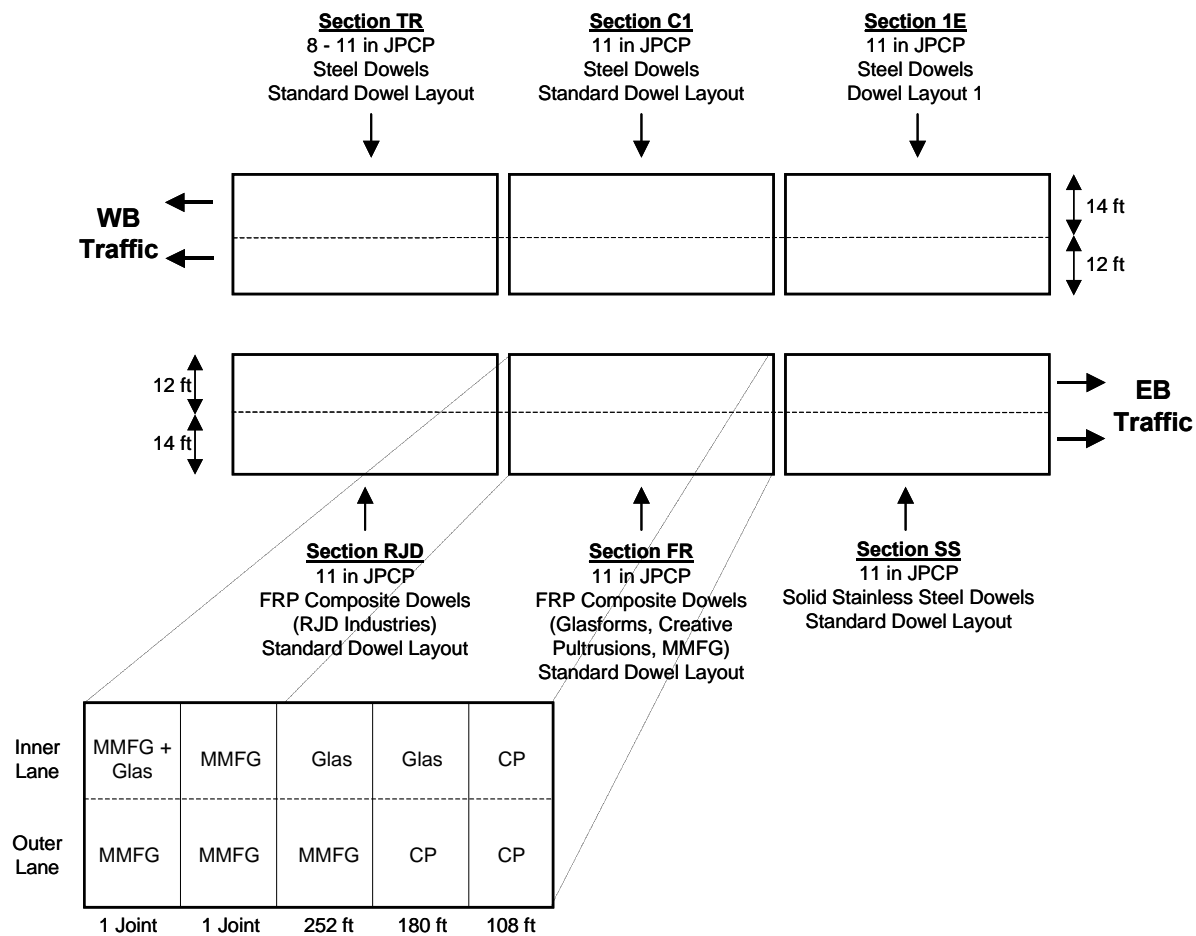 Section TR
8 - 11 in JPCP
Steel Dowels
Standard Dowel Layout
Section C1
11 in JPCP
Steel Dowels
Standard Dowel Layout
Section 1E
11 in JPCP
Steel Dowels
Dowel Layout 1
WB
Traffic
14 ft
12 ft
12 ft
14 ft
EB
Traffic
Section RJD
11 in JPCP
FRP Composite Dowels
(RJD Industries)
Standard Dowel Layout
Section FR
11 in JPCP
FRP Composite Dowels
(Glasforms, Creative
Pultrusions, MMFG)
Standard Dowel Layout
Section SS
11 in JPCP
Solid Stainless Steel Dowels
Standard Dowel Layout
Inner
Lane
MMFG +
Glas
MMFG
Glas
Glas
CP
Outer
Lane
MMFG
MMFG
MMFG
CP
CP
1 Joint
1 Joint
252 ft
180 ft
108 ft